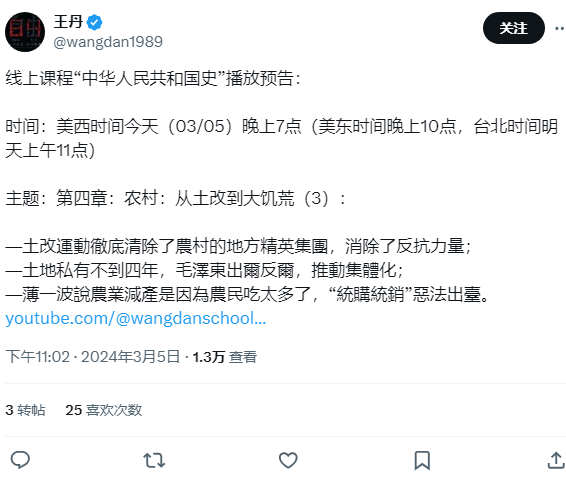 自由
王丹
@wangdan1989
关注
线上课程“中华人民共和国史”播放预告：
时间：美西时间今天（03/05）晚上7点（美东时间晚上10点，台北时间明
天上午11点）
主题：第四章：农村：从土改到大饥荒（3）：
—土改運動徹底清除了農村的地方精英集團，消除了反抗力量；
—土地私有不到四年，毛澤東出爾反爾，推動集體化；
—薄一波說農業減產是因為農民吃太多了，“統購統銷”惡法出臺。
youtube.com/@wangdanschool...
下午11:02 · 2024年3月5日 · 1.3万 查看
3 转帖 25 喜欢次数